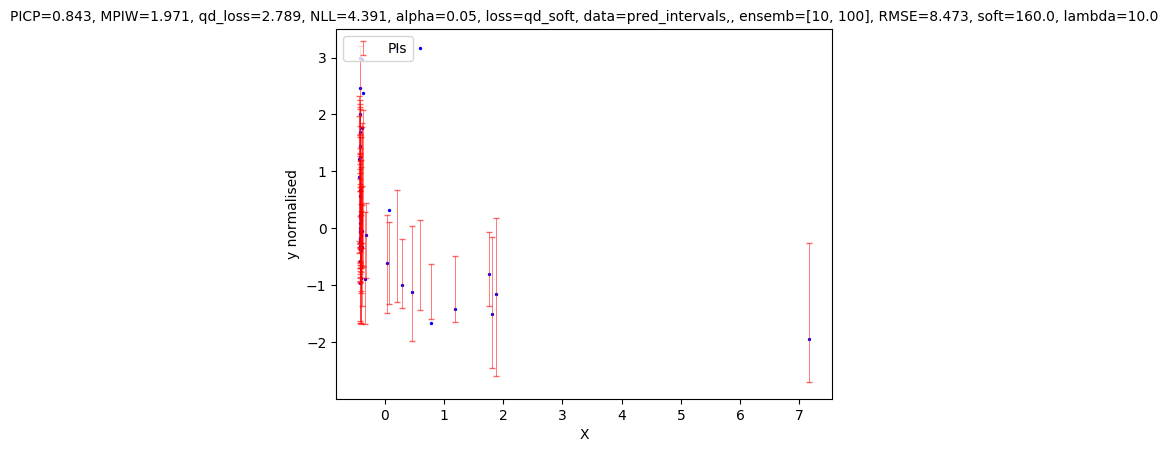 PICP=0.843, MPIW=1.971, qd_loss=2.789, NLL=4.391, alpha=0.05, loss=qd_soft, data=pred_intervals,, ensemb=[10, 100], RMSE=8.473, soft=160.0, lambda=10.0
PIs
3
2
1
0
−1
−2
y normalised
0 1 2 3 4 5 6 7
X